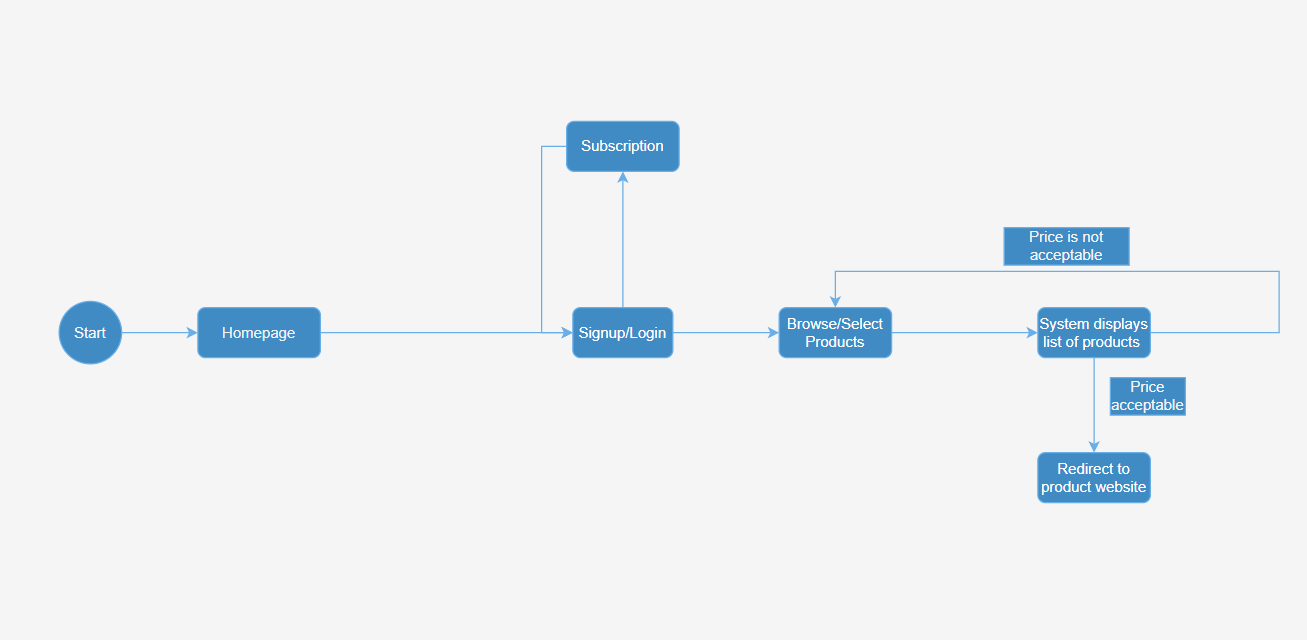 Subscription
Price is not
acceptable
Start
Homepage
Signup/Login
Browse/Select
Products
System displays
list of products
Price
acceptable
Redirect to
product website